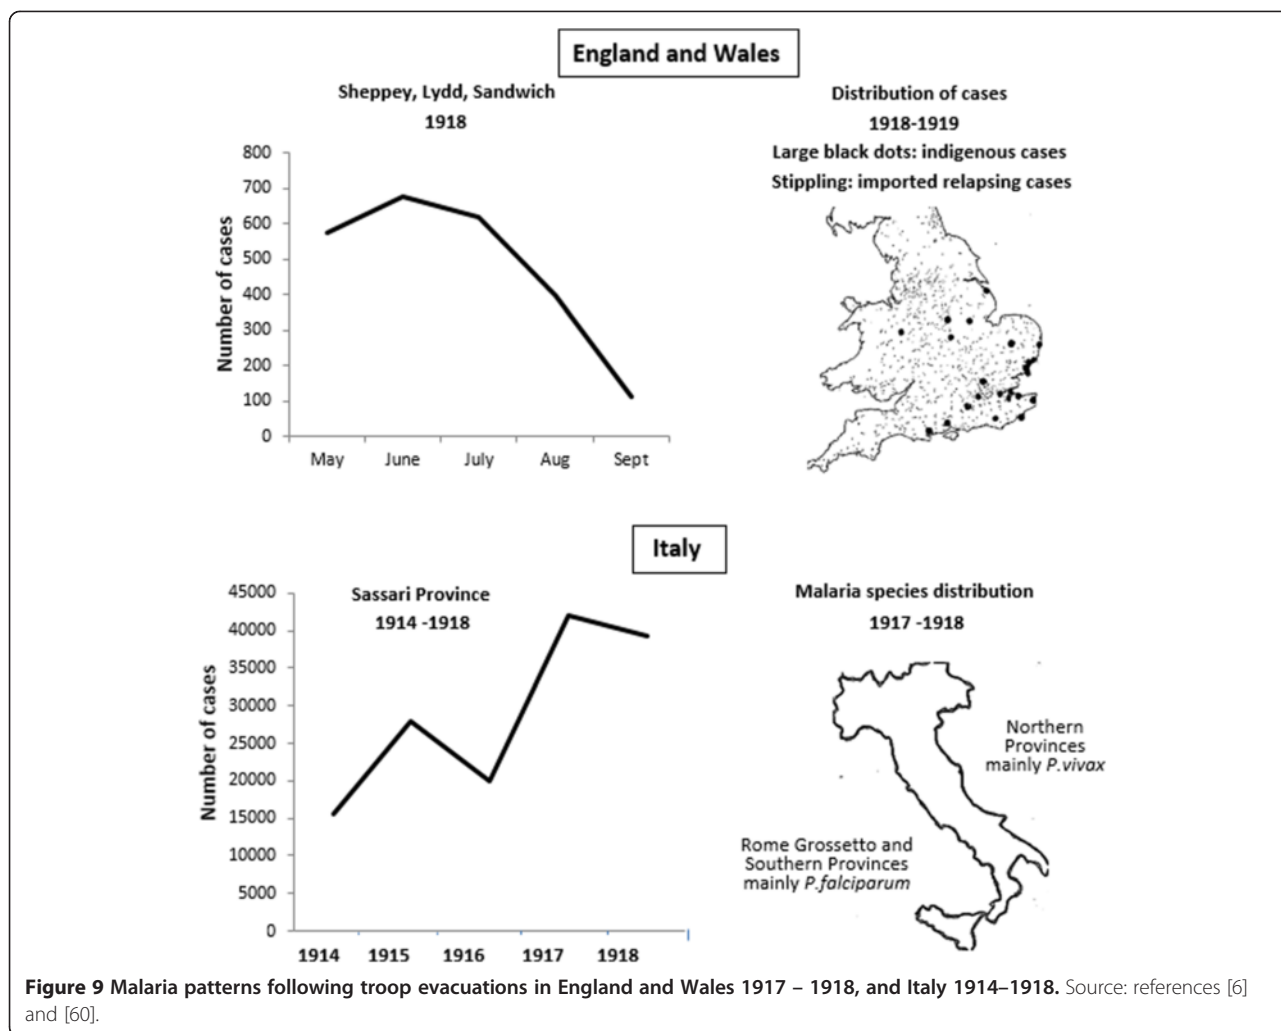 England and Wales
Sheppey, Lydd, Sandwich
1918
Number of cases
800
700
600
500
400
300
200
100
0
May June July Aug Sept
Distribution of cases
1918-1919
Large black dots: indigenous cases
Stippling: imported relapsing cases
Italy
Sassari Province
1914 -1918
Number of cases
45000
40000
35000
30000
25000
20000
15000
10000
5000
0
1914 1915 1916 1917 1918
Malaria species distribution
1917 -1918
Northern
Provinces
mainly P.vivax
Rome Grossetto and
Southern Provinces
mainly P.falciparum
Figure 9 Malaria patterns following troop evacuations in England and Wales 1917 – 1918, and Italy 1914–1918. Source: references [6]
and [60].